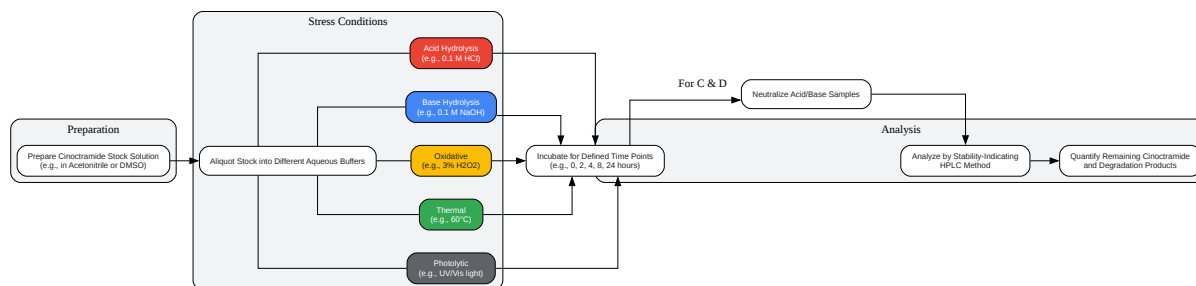 Preparation
Prepare Cinoctramide Stock Solution
(e.g., in Acetonitrile or DMSO)
Stress Conditions
Aliquot Stock into Different Aqueous Buffers
Acid Hydrolysis
(e.g., 0.1 M HCl)
Base Hydrolysis
(e.g., 0.1 M NaOH)
Oxidative
(e.g., 3% H2O2)
Thermal
(e.g., 60°C)
Photolytic
(e.g., UV/Vis light)
Incubate for Defined Time Points
(e.g., 0, 2, 4, 8, 24 hours)
For C & D
Neutralize Acid/Base Samples
Analysis
Analyze by Stability-Indicating
HPLC Method
Quantify Remaining Cinoctramide
and Degradation Products